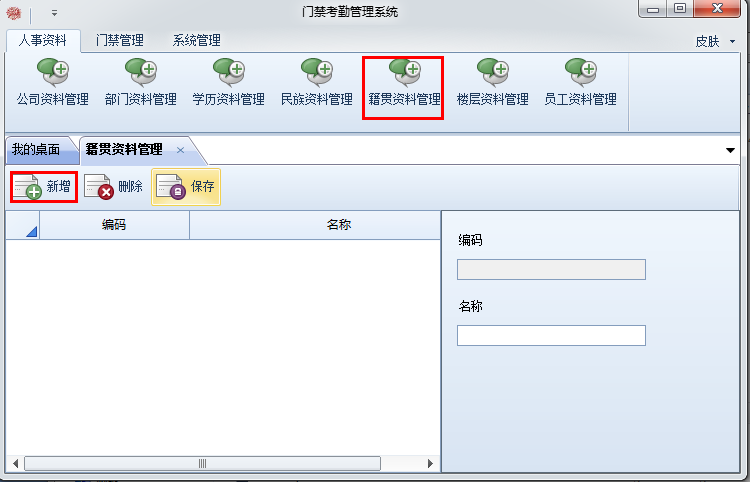 门禁考勤管理系统
人事资料 门禁管理 系统管理 皮肤
公司资料管理 部门资料管理 学历资料管理 民族资料管理 籍贯资料管理 楼层资料管理 员工资料管理
我的桌面 籍贯资料管理
新增 删除 保存
编码 名称
编码
名称